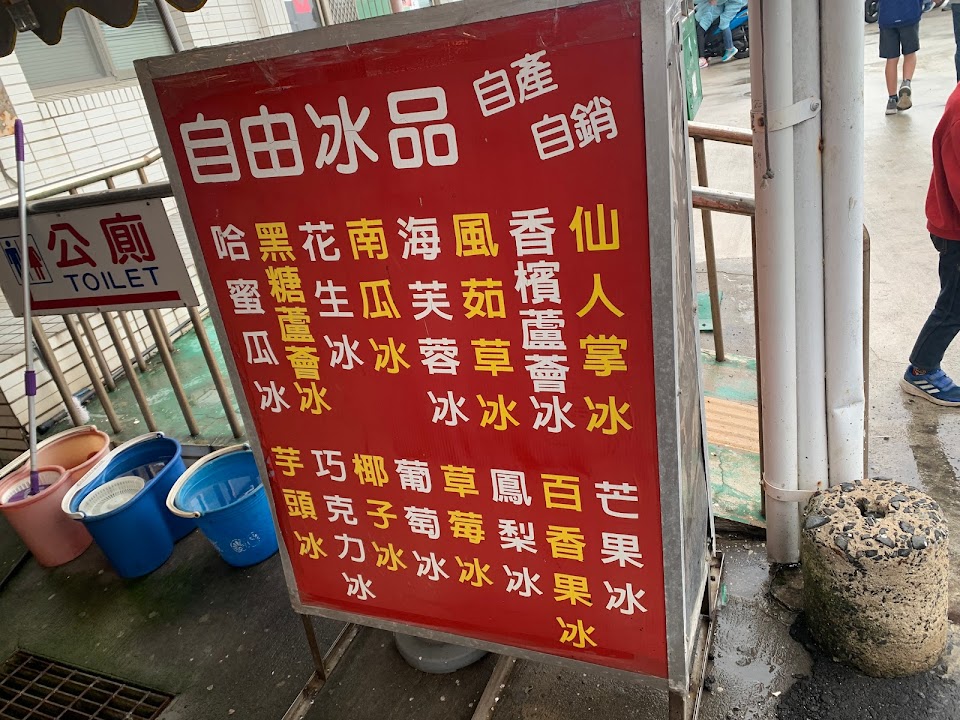 自由冰品
自產
自銷
仙人掌冰
香檳蘆薈冰
風茹草冰
海芙蓉冰
南瓜冰
花生冰
黑糖蘆薈冰
哈蜜瓜冰
芒果冰
百香果冰
鳳梨冰
草莓冰
葡萄冰
椰子冰
巧克力冰
芋頭冰
公廁
TOILET